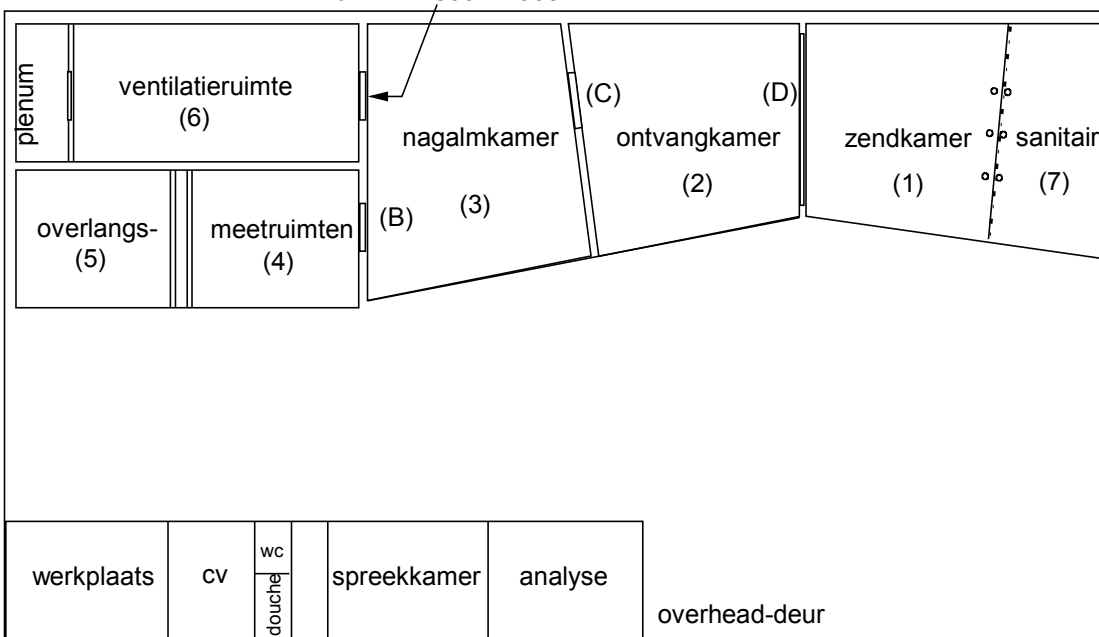 plenum
ventilatieruimte
(6)
nagalmkamer
(3)
(C)
ontvangkamer
(2)
(D)
zendkamer
(1)
sanitair
(7)
overlangs-
(5)
meetruimten
(4)
(B)
werkplaats
cv
wc
douche
spreekkamer
analyse
overhead-deur